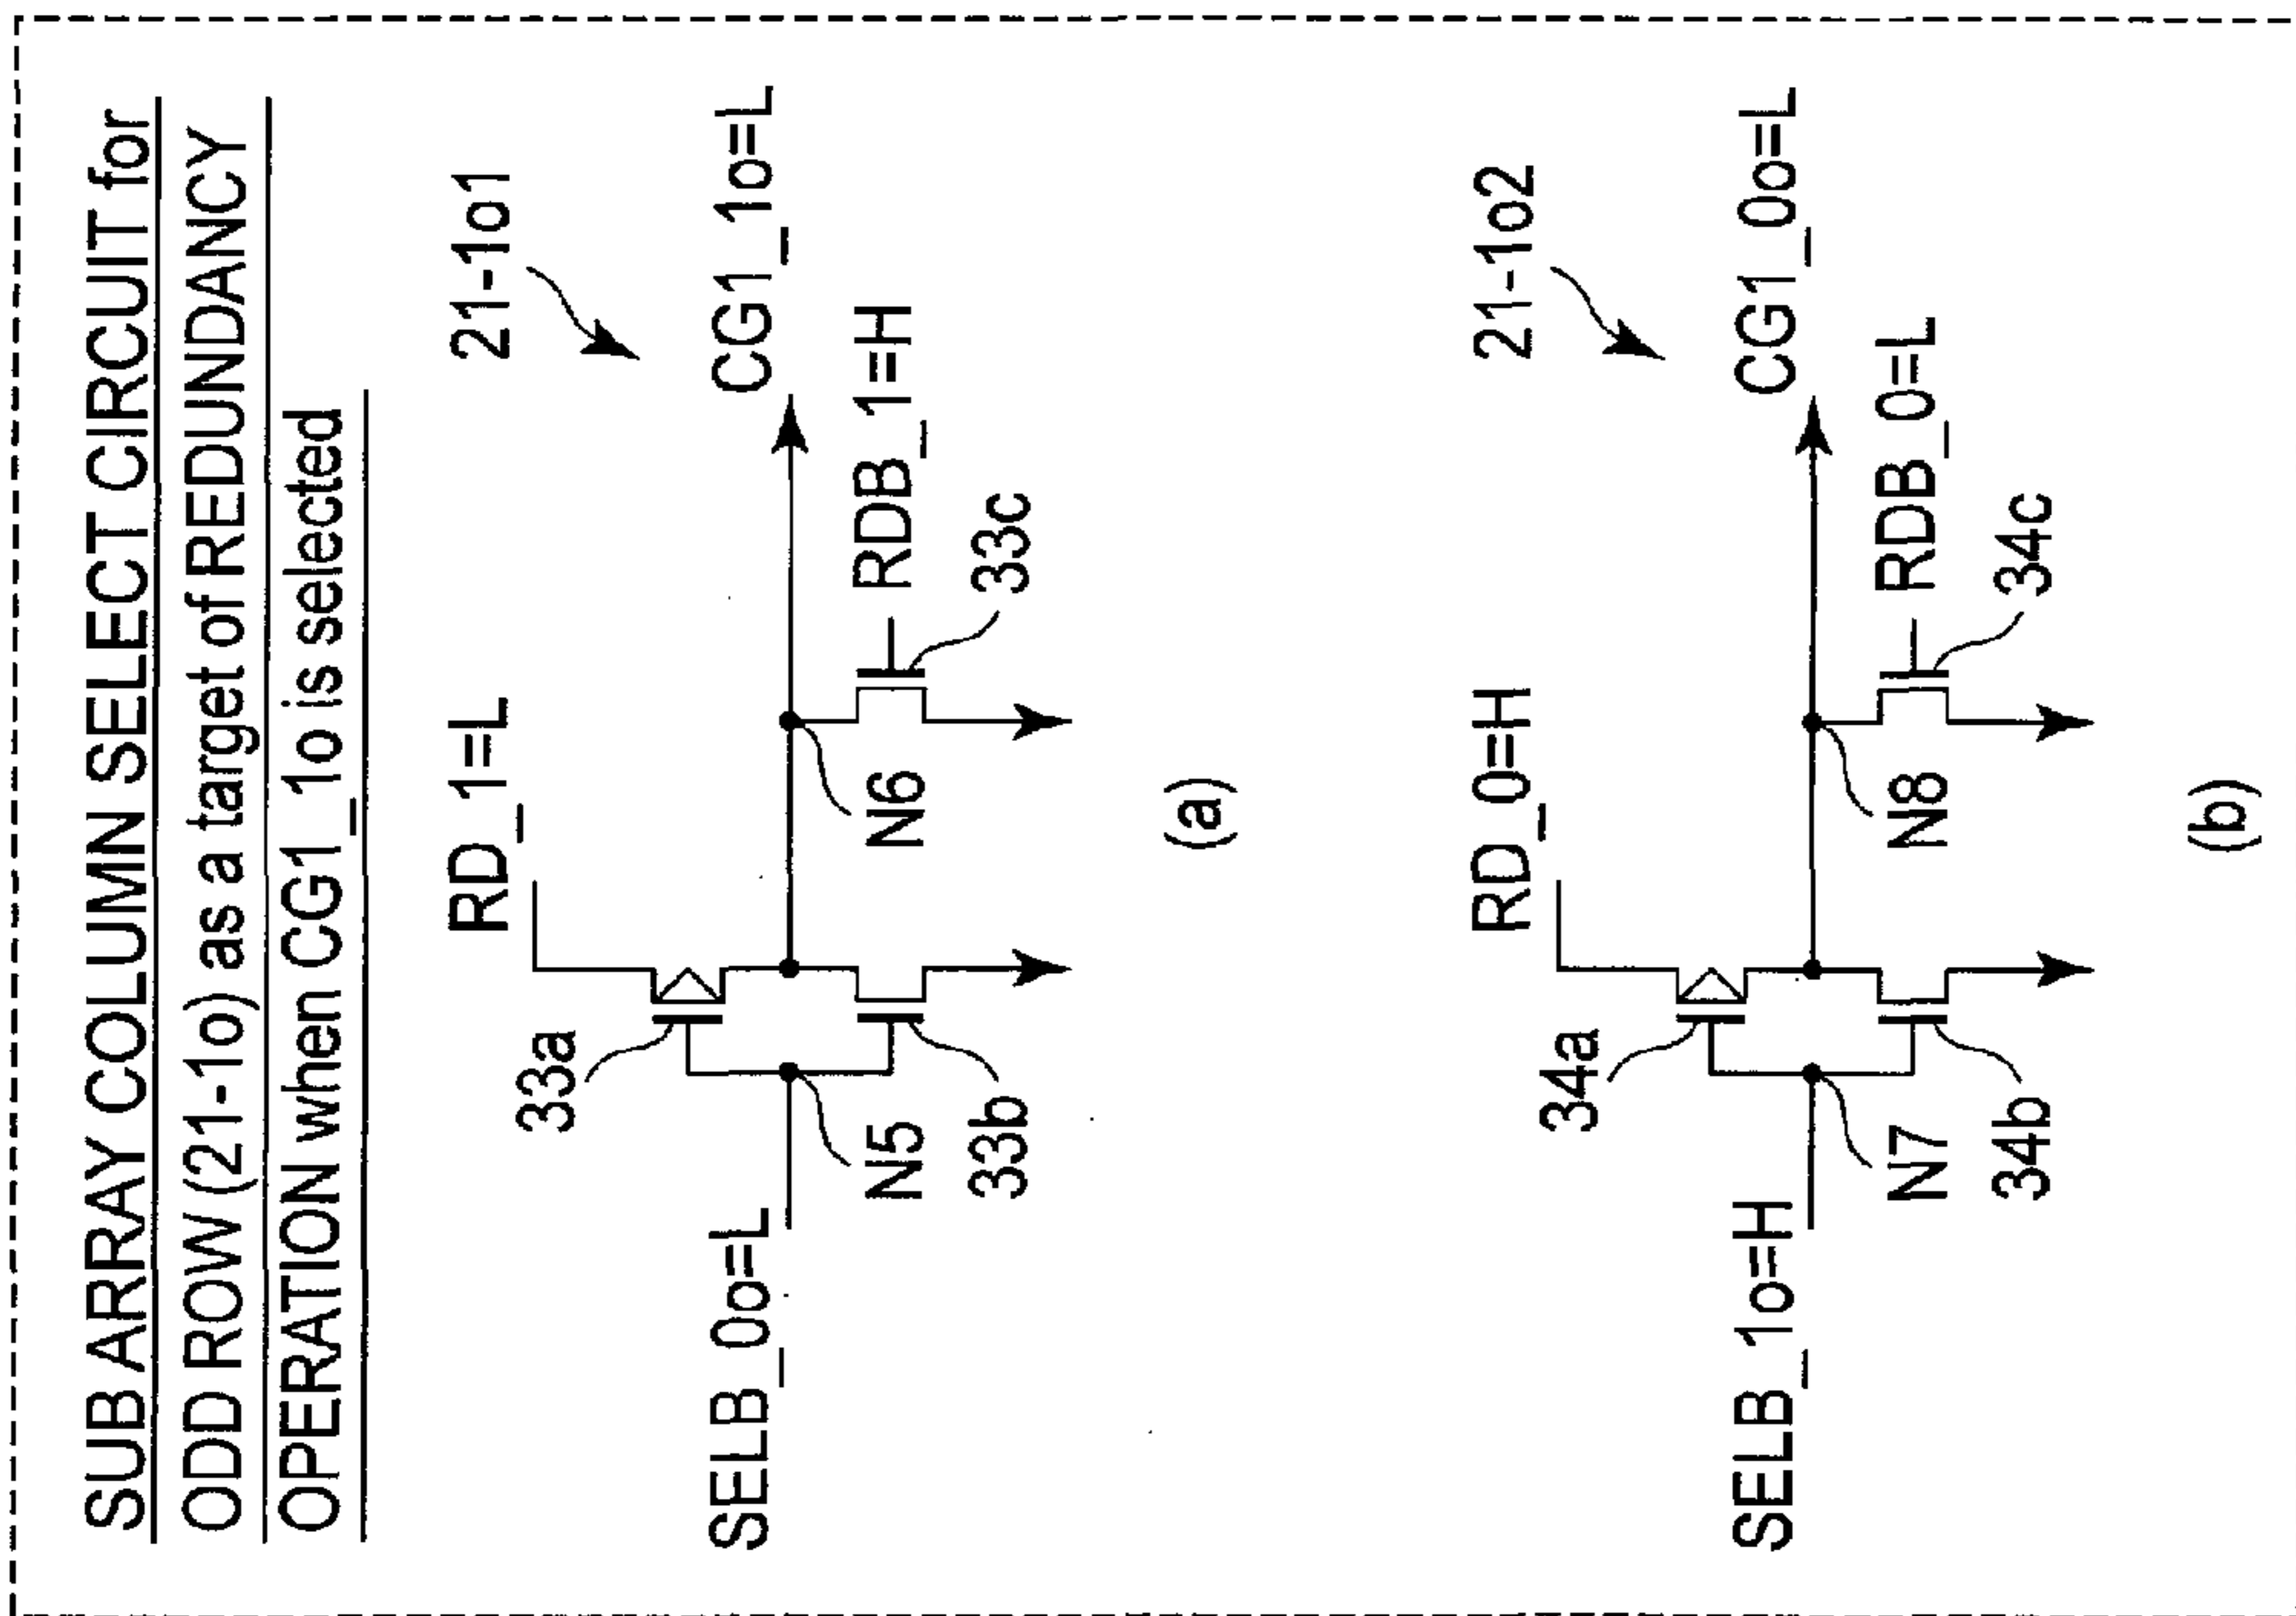 SUB ARRAY COLUMN SELECT CIRCUIT for
ODD ROW (21-1o) as a target of REDUNDANCY
OPERATION when CG1_1o is selected
RD_1=L
21-1o1
33a
SELB_0o=L
CG1_1o=L
N5
N6
RDB_1=H
33b
33c
(a)
RD_0=H
21-1o2
34a
SELB_1o=H
CG1_0o=L
N7
N8
RDB_0=L
34b
34c
(b)